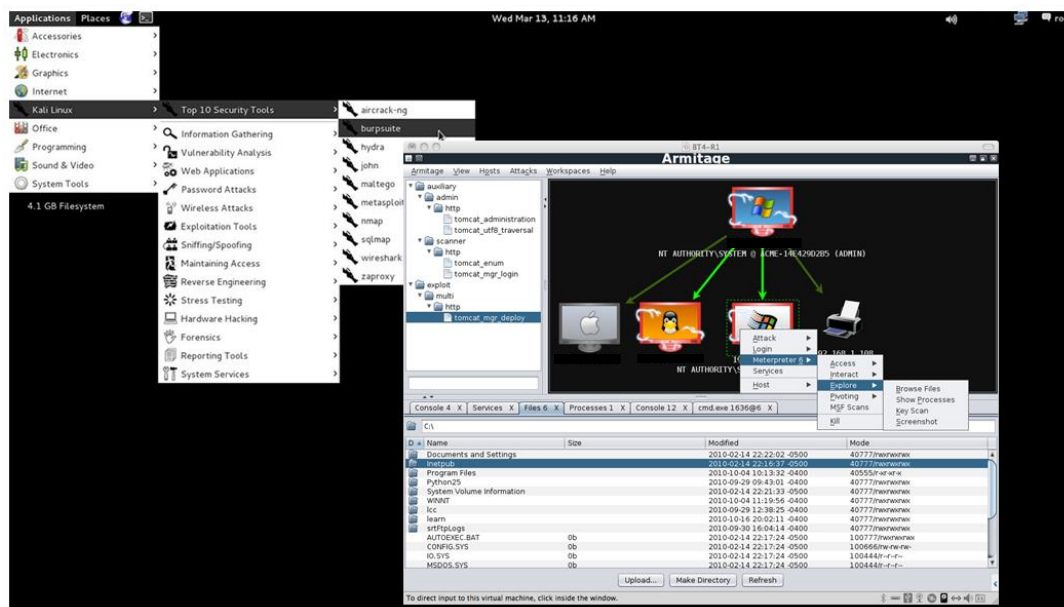 Applications Places
Wed Mar 13, 11:16 AM
Accessories
Electronics
Graphics
Internet
Kali Linux
Office
Programming
Sound & Video
System Tools
4.1 GB Filesystem
Top 10 Security Tools
Information Gathering
Vulnerability Analysis
Web Applications
Password Attacks
Wireless Attacks
Exploitation Tools
Sniffing/Spoofing
Maintaining Access
Reverse Engineering
Stress Testing
Hardware Hacking
Forensics
Reporting Tools
System Services
aircrack-ng
burpsuite
hydra
john
maltego
metasploit
nmap
sqlmap
wireshark
zaproxy
BT4-R1
Armitage
Armitage View Hosts Attacks Workspaces Help
auxiliary
admin
http
tomcat_administration
tomcat_utf8_traversal
scanner
http
tomcat_enum
tomcat_mgr_login
exploit
multi
http
tomcat_mgr_deploy
NT AUTHORITY\SYSTEM @ ACME-14E429D2B5 (ADMIN)
NT AUTHORITY\S
Attack
Login
Meterpreter 6
Services
Host
Access
Interact
Explore
Pivoting
MSF Scans
Kill
Browse Files
Show Processes
Key Scan
Screenshot
Console 4 X Services X Files 6 X Processes 1 X Console 12 X cmd.exe 1636@6 X
C:\
D Name Size Modified Mode
Documents and Settings 2010-02-14 22:22:02 -0500 40777/rwxrwxrwx
Inetpub 2010-02-14 22:16:37 -0500 40777/rwxrwxrwx
Program Files 2010-10-04 10:13:32 -0400 40555/r-xr-xr-x
Python25 2010-09-29 09:43:01 -0400 40777/rwxrwxrwx
System Volume Information 2010-02-14 22:21:33 -0500 40777/rwxrwxrwx
WINNT 2010-10-04 11:19:56 -0400 40777/rwxrwxrwx
lcc 2010-09-29 12:38:25 -0400 40777/rwxrwxrwx
learn 2010-10-16 20:02:11 -0400 40777/rwxrwxrwx
srtFtpLogs 2010-09-30 16:04:14 -0400 40777/rwxrwxrwx
AUTOEXEC.BAT 0b 2010-02-14 22:17:24 -0500 100777/rwxrwxrwx
CONFIG.SYS 0b 2010-02-14 22:17:24 -0500 100666/rw-rw-rw-
IO.SYS 0b 2010-02-14 22:17:24 -0500 100444/r--r--r--
MSDOS.SYS 0b 2010-02-14 22:17:24 -0500 100444/r--r--r--
Upload... Make Directory Refresh
To direct input to this virtual machine, click inside the window.